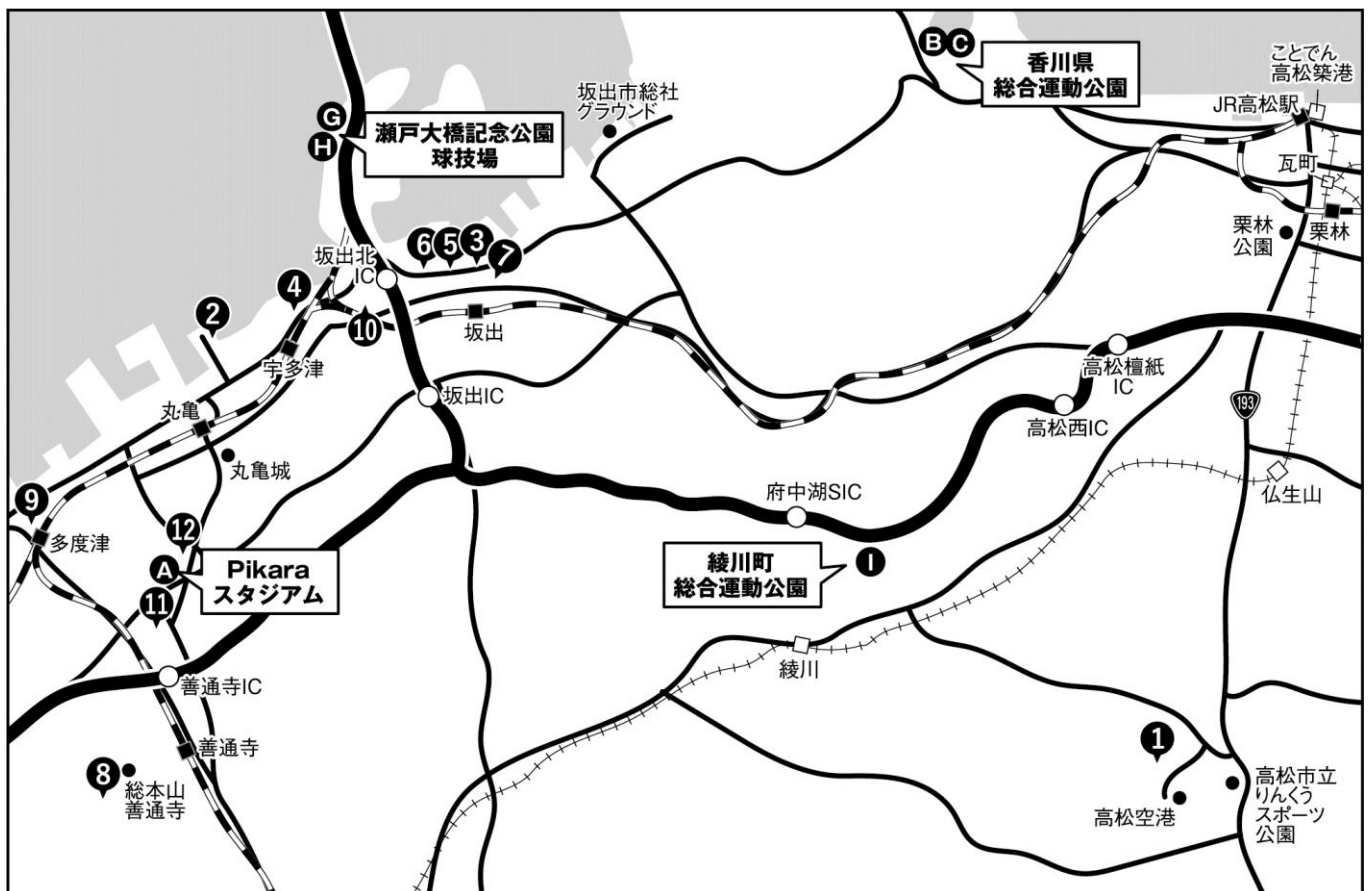 B
C
香川県
総合運動公園
ことでん
高松築港
JR高松駅
坂出市総社
グラウンド
G
H
瀬戸大橋記念公園
球技場
瓦町
栗林
公園
栗林
坂出北
IC
6
5
3
7
4
2
10
坂出
宇多津
高松檀紙
IC
坂出IC
高松西IC
193
丸亀
丸亀城
仏生山
府中湖SIC
9
多度津
12
A
Pikara
スタジアム
11
綾川町
総合運動公園
I
綾川
善通寺IC
善通寺
8
総本山
善通寺
1
高松空港
高松市立
りんくう
スポーツ
公園